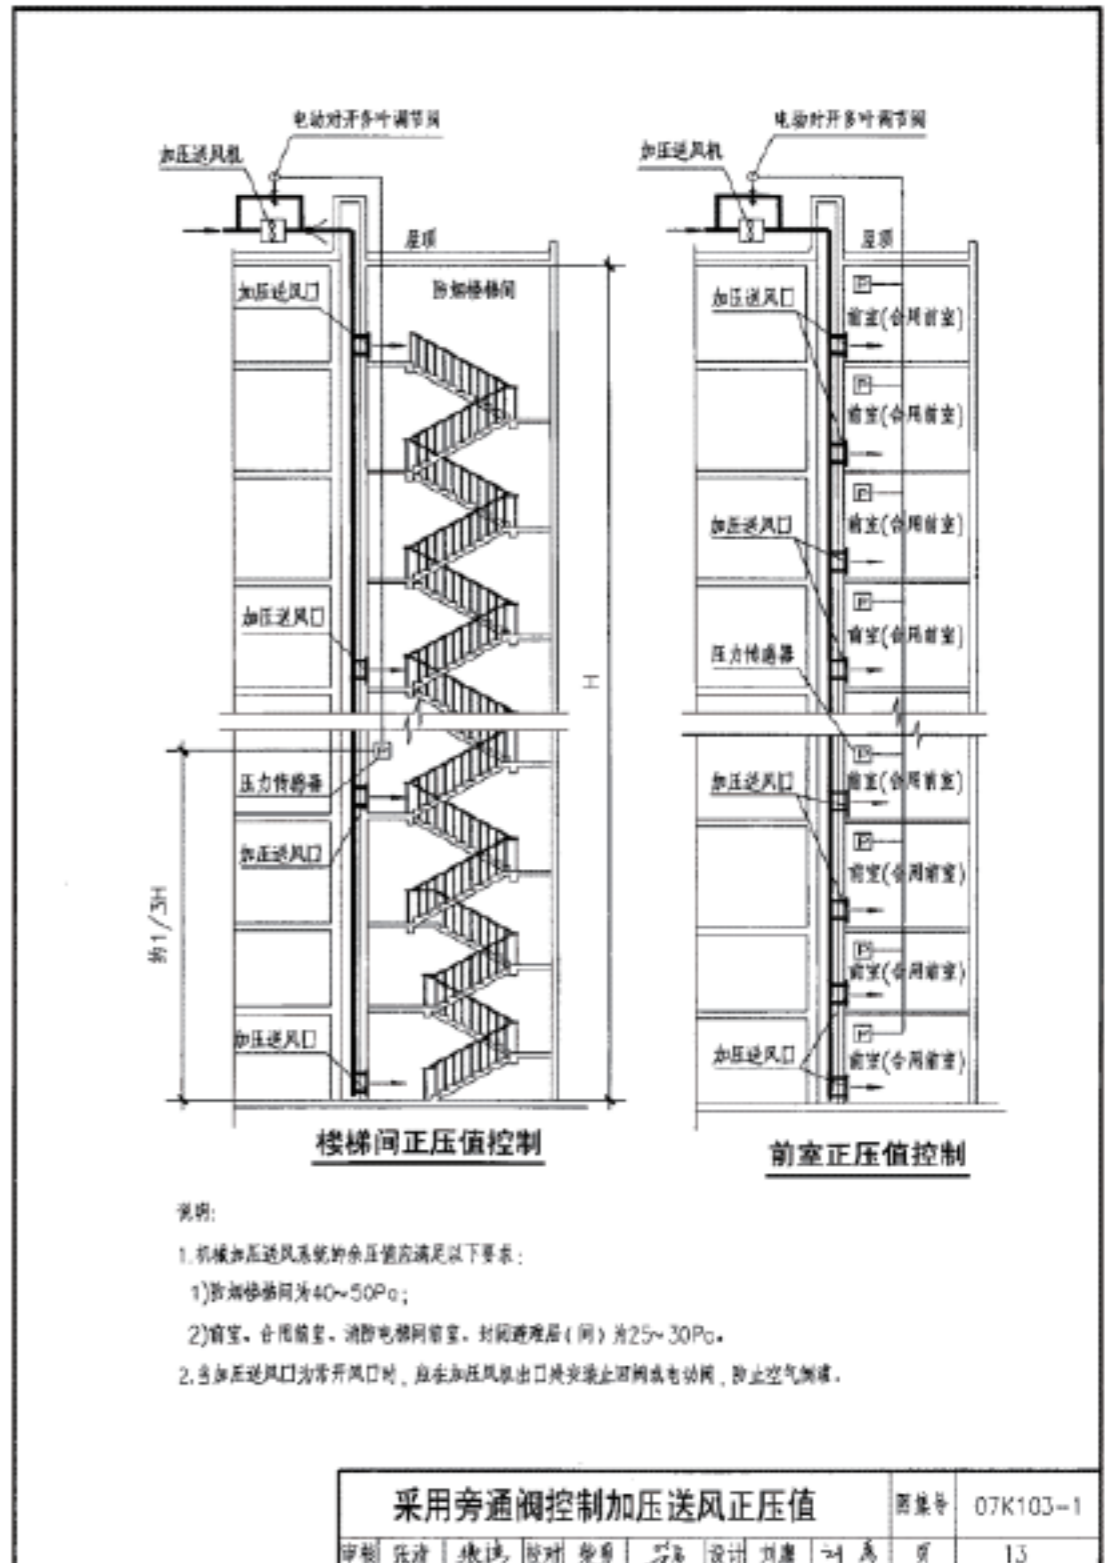 电动对开多叶调节阀
加压送风机
屋顶
加压送风口
防烟楼梯间
加压送风口
H
压力传感器
P
加压送风口
约1/3H
加压送风口
楼梯间正压值控制
电动对开多叶调节阀
加压送风机
屋顶
P
加压送风口
前室(合用前室)
P
前室(合用前室)
P
加压送风口
前室(合用前室)
P
前室(合用前室)
压力传感器
P
加压送风口
前室(合用前室)
P
前室(合用前室)
P
前室(合用前室)
P
加压送风口
前室(合用前室)
前室正压值控制
说明:
1.机械加压送风系统的余压值应满足以下要求:
1)防烟楼梯间为40~50Pa;
2)前室、合用前室、消防电梯间前室、封闭避难层(间)为25~30Pa。
2.当加压送风口为常开风口时,应在加压风机出口处安装止回阀或电动阀,防止空气倒灌。
采用旁通阀控制加压送风正压值 图集号 07K103-1
审核 校对 设计 页 13